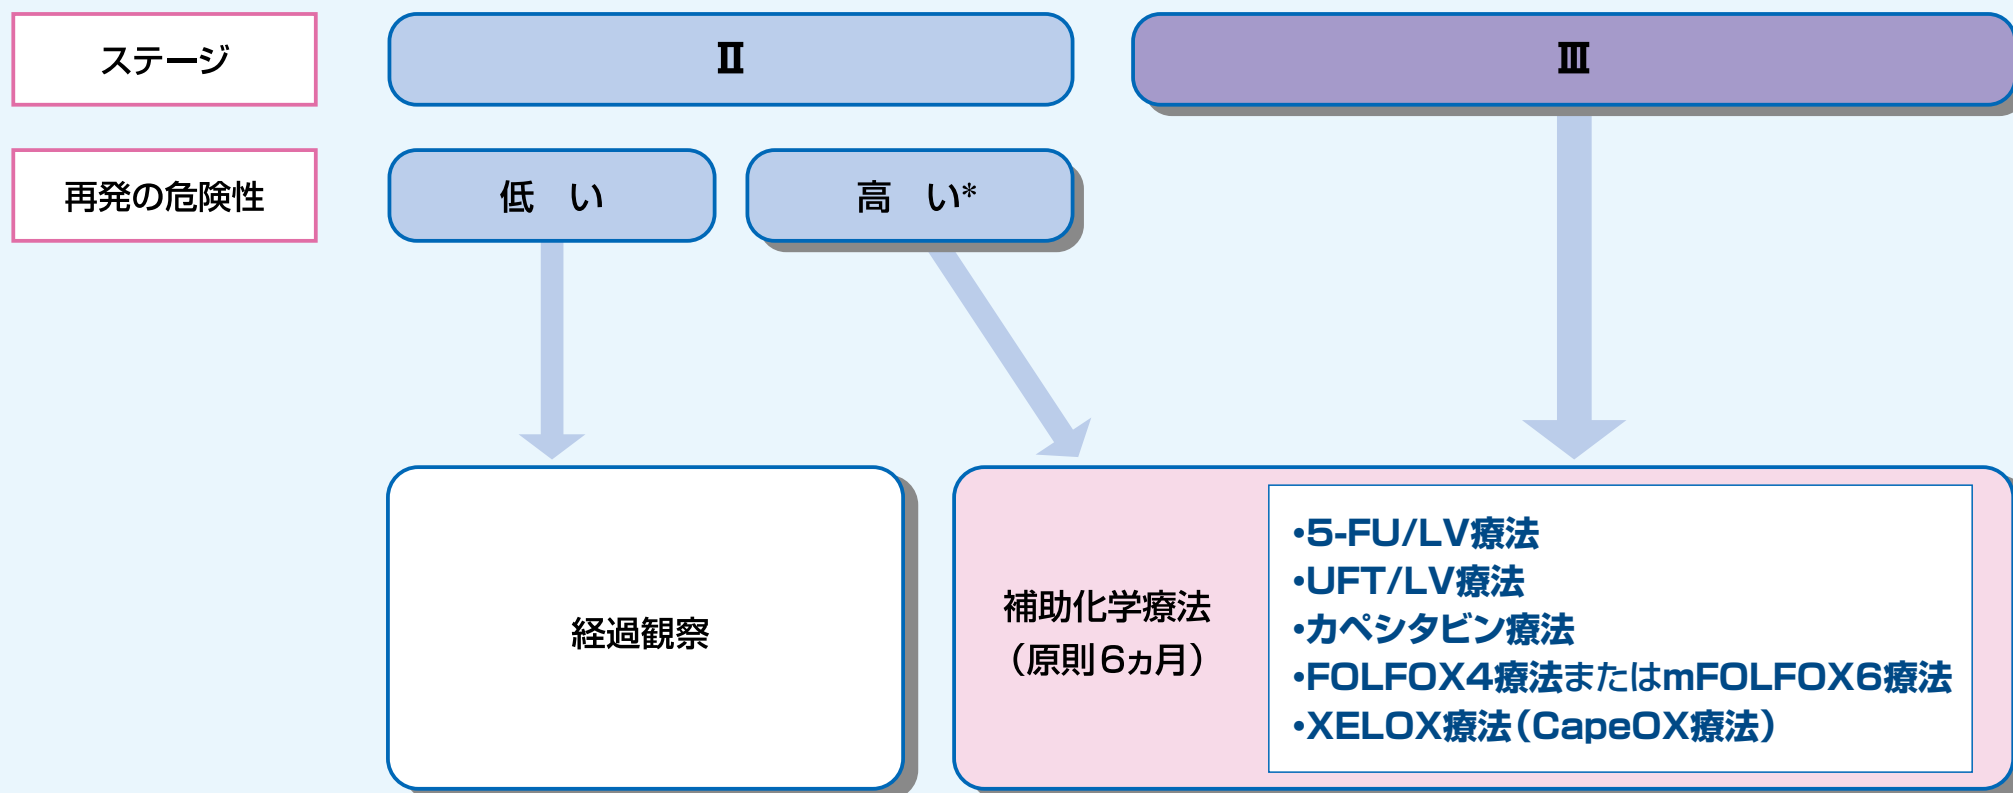 ステージ
Ⅱ
Ⅲ
再発の危険性
低 い
高 い*
経過観察
補助化学療法
（原則6ヵ月）
•5-FU/LV療法
•UFT/LV療法
•カペシタビン療法
•FOLFOX4療法またはmFOLFOX6療法
•XELOX療法（CapeOX療法）